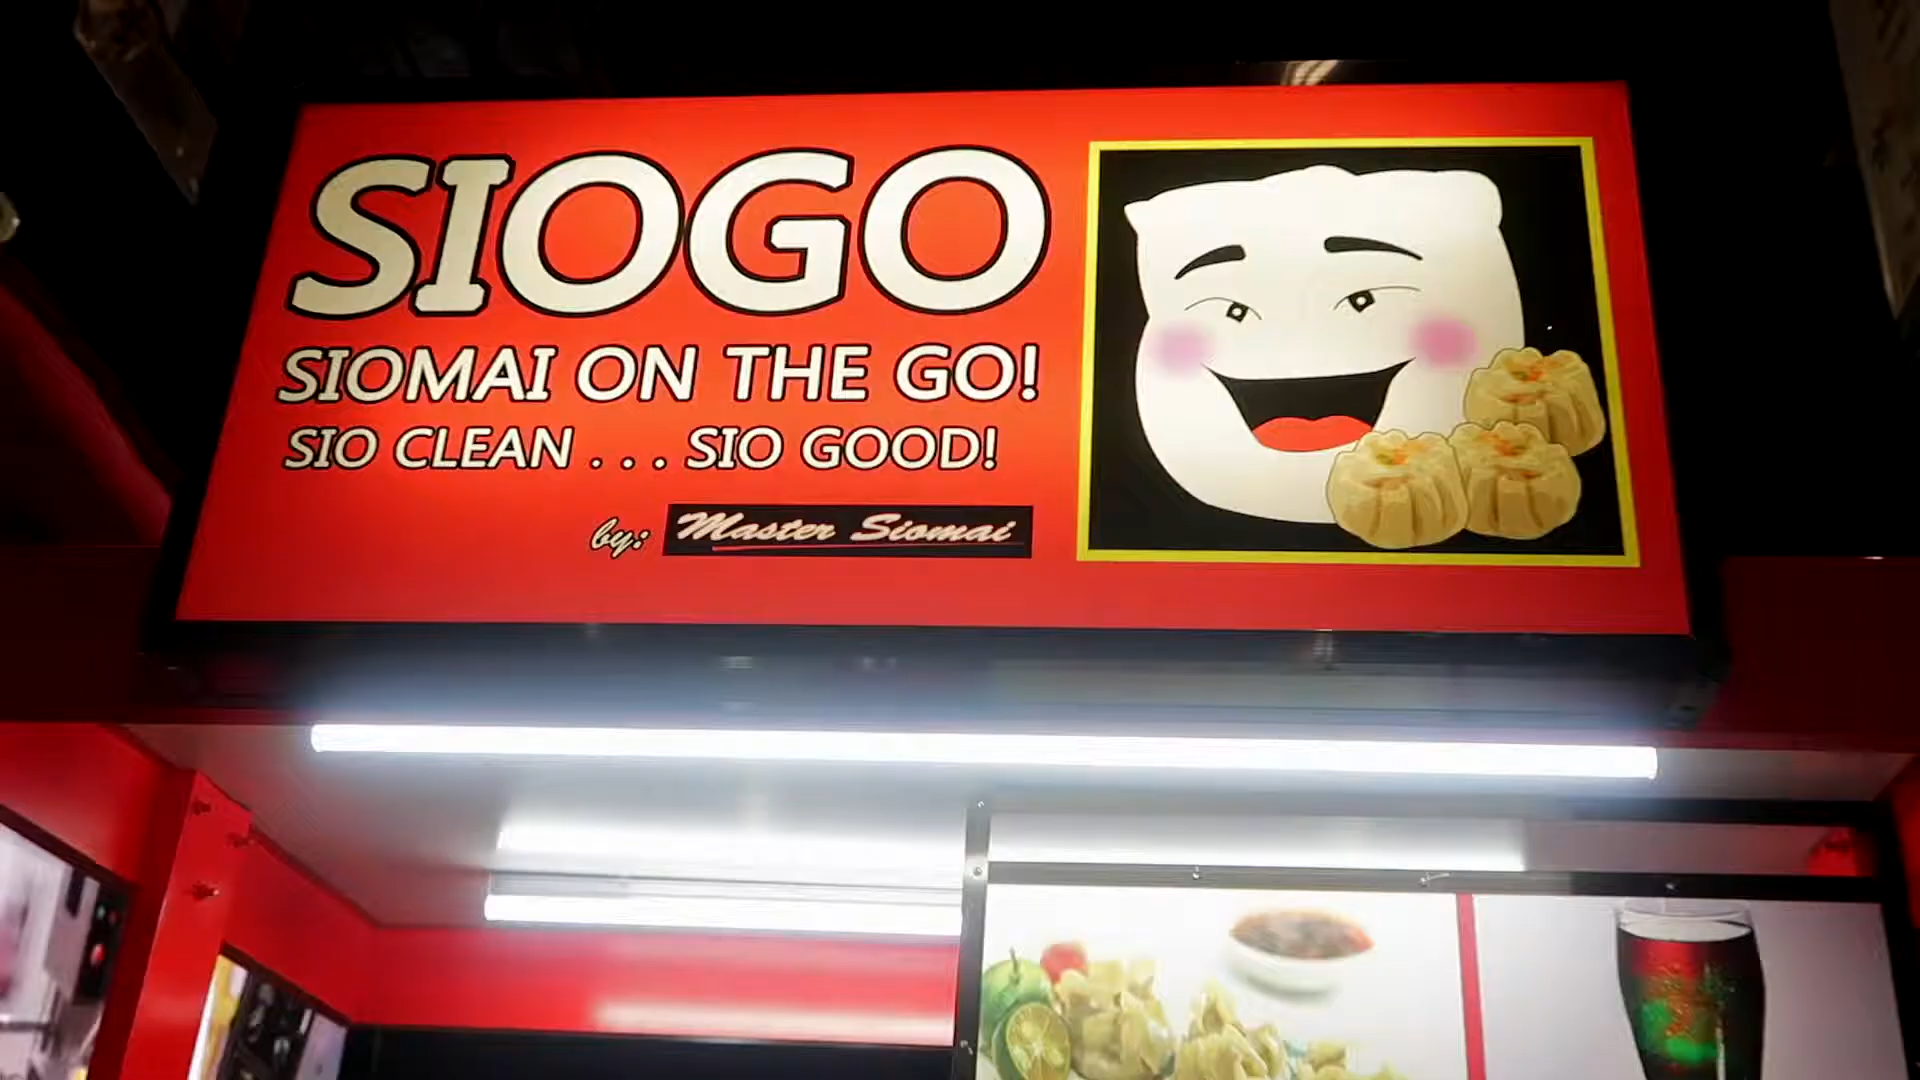 SIOGO
SIOMAI ON THE GO!
SIO CLEAN . . . SIO GOOD!
by: Master Siomai